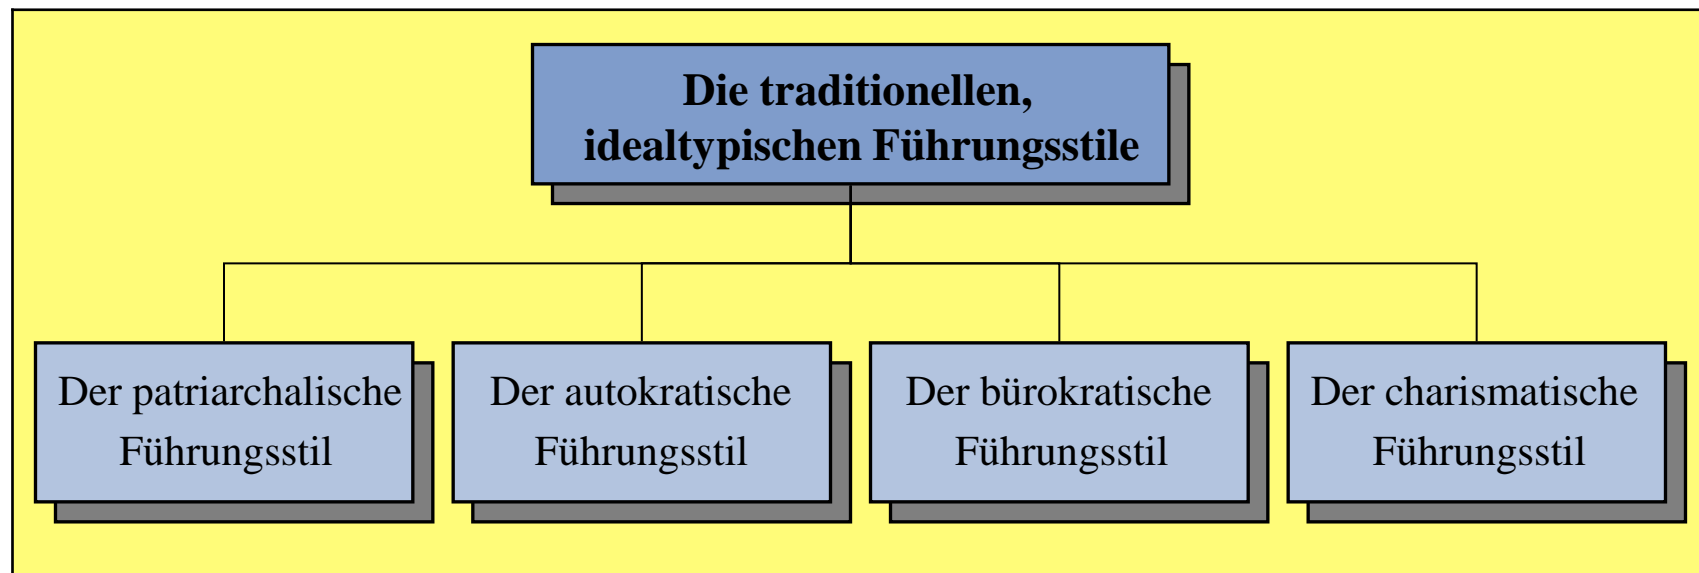 Die traditionellen,
idealtypischen Führungsstile
Der patriarchalische
Führungsstil
Der autokratische
Führungsstil
Der bürokratische
Führungsstil
Der charismatische
Führungsstil